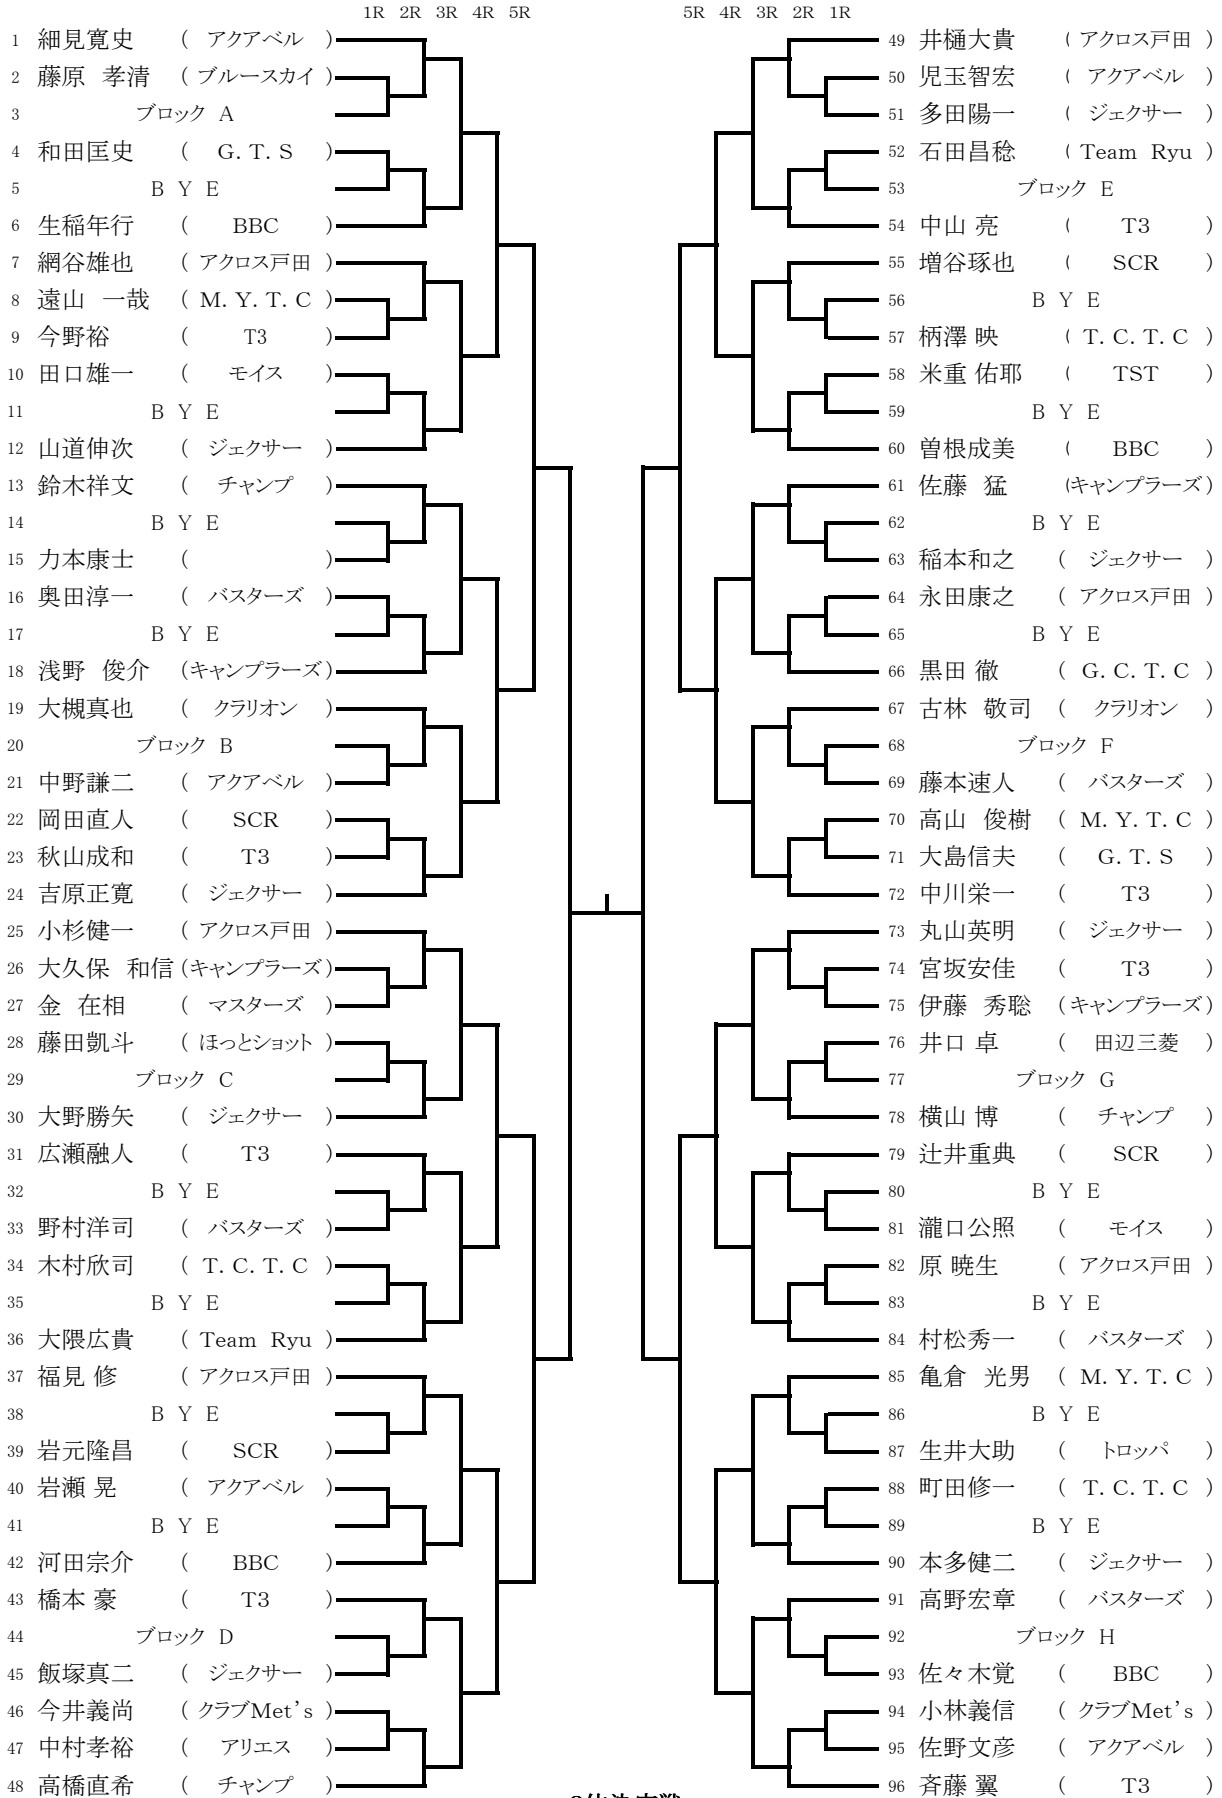 1R 2R 3R 4R 5R
1 細見寛史 ( アクアベル )
2 藤原 孝清 ( ブルースカイ )
3 ブロック A
4 和田匡史 ( G.T.S )
5 B Y E
6 生稲年行 ( BBC )
7 網谷雄也 ( アクロス戸田 )
8 遠山 一哉 ( M.Y.T.C )
9 今野裕 ( T3 )
10 田口雄一 ( モイス )
11 B Y E
12 山道伸次 ( ジェクサー )
13 鈴木祥文 ( チャンプ )
14 B Y E
15 力本康士 ( )
16 奥田淳一 ( バスターズ )
17 B Y E
18 浅野 俊介 (キャンプラーズ)
19 大槻真也 ( クラリオン )
20 ブロック B
21 中野謙二 ( アクアベル )
22 岡田直人 ( SCR )
23 秋山成和 ( T3 )
24 吉原正寛 ( ジェクサー )
25 小杉健一 ( アクロス戸田 )
26 大久保 和信 (キャンプラーズ)
27 金 在相 ( マスターズ )
28 藤田凱斗 ( ほっとショット )
29 ブロック C
30 大野勝矢 ( ジェクサー )
31 広瀬融人 ( T3 )
32 B Y E
33 野村洋司 ( バスターズ )
34 木村欣司 ( T.C.T.C )
35 B Y E
36 大隈広貴 ( Team Ryu )
37 福見 修 ( アクロス戸田 )
38 B Y E
39 岩元隆昌 ( SCR )
40 岩瀬 晃 ( アクアベル )
41 B Y E
42 河田宗介 ( BBC )
43 橋本 豪 ( T3 )
44 ブロック D
45 飯塚真二 ( ジェクサー )
46 今井義尚 ( クラブMet's )
47 中村孝裕 ( アリエス )
48 高橋直希 ( チャンプ )
5R 4R 3R 2R 1R
49 井樋大貴 ( アクロス戸田 )
50 児玉智宏 ( アクアベル )
51 多田陽一 ( ジェクサー )
52 石田昌稔 ( Team Ryu )
53 ブロック E
54 中山 亮 ( T3 )
55 増谷琢也 ( SCR )
56 B Y E
57 柄澤 映 ( T.C.T.C )
58 米重 佑耶 ( TST )
59 B Y E
60 曽根成美 ( BBC )
61 佐藤 猛 (キャンプラーズ)
62 B Y E
63 稲本和之 ( ジェクサー )
64 永田康之 ( アクロス戸田 )
65 B Y E
66 黒田 徹 ( G.C.T.C )
67 古林 敬司 ( クラリオン )
68 ブロック F
69 藤本速人 ( バスターズ )
70 高山 俊樹 ( M.Y.T.C )
71 大島信夫 ( G.T.S )
72 中川栄一 ( T3 )
73 丸山英明 ( ジェクサー )
74 宮坂安佳 ( T3 )
75 伊藤 秀聡 (キャンプラーズ)
76 井口 卓 ( 田辺三菱 )
77 ブロック G
78 横山 博 ( チャンプ )
79 辻井重典 ( SCR )
80 B Y E
81 瀧口公照 ( モイス )
82 原 暁生 ( アクロス戸田 )
83 B Y E
84 村松秀一 ( バスターズ )
85 亀倉 光男 ( M.Y.T.C )
86 B Y E
87 生井大助 ( トロッパ )
88 町田修一 ( T.C.T.C )
89 B Y E
90 本多健二 ( ジェクサー )
91 高野宏章 ( バスターズ )
92 ブロック H
93 佐々木覚 ( BBC )
94 小林義信 ( クラブMet's )
95 佐野文彦 ( アクアベル )
96 斉藤 翼 ( T3 )